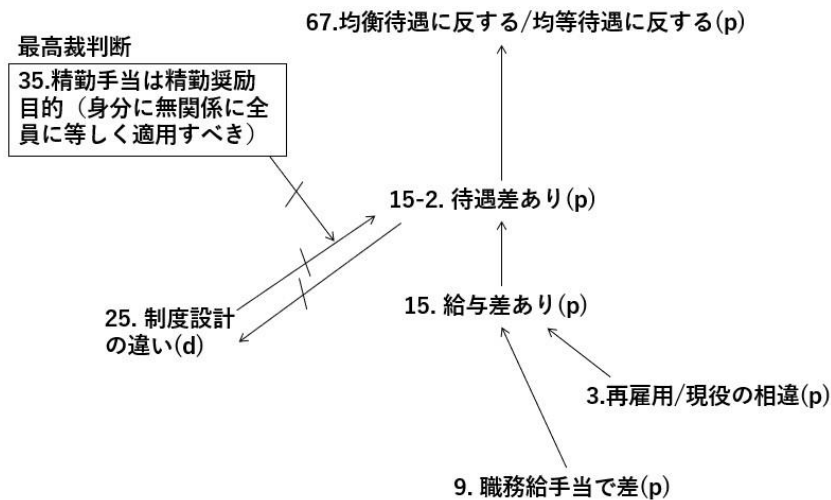 67.均衡待遇に反する/均等待遇に反する(p)
最高裁判断
35.精勤手当は精勤奨励
目的（身分に無関係に全
員に等しく適用すべき）
15-2. 待遇差あり(p)
25. 制度設計
の違い(d)
15. 給与差あり(p)
3.再雇用/現役の相違(p)
9. 職務給手当で差(p)